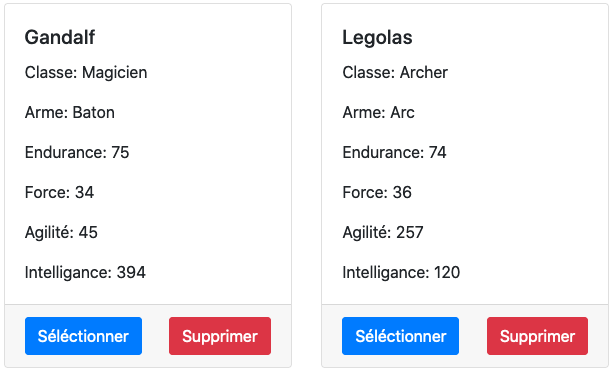 Gandalf
Classe: Magicien
Arme: Baton
Endurance: 75
Force: 34
Agilité: 45
Intelligance: 394
Séléctionner
Supprimer
Legolas
Classe: Archer
Arme: Arc
Endurance: 74
Force: 36
Agilité: 257
Intelligance: 120
Séléctionner
Supprimer